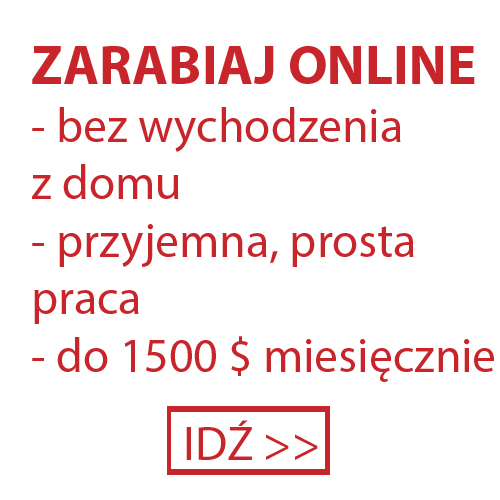 ZARABIAJ ONLINE
- bez wychodzenia
z domu
- przyjemna, prosta
praca
- do 1500 $ miesięcznie
IDŹ >>